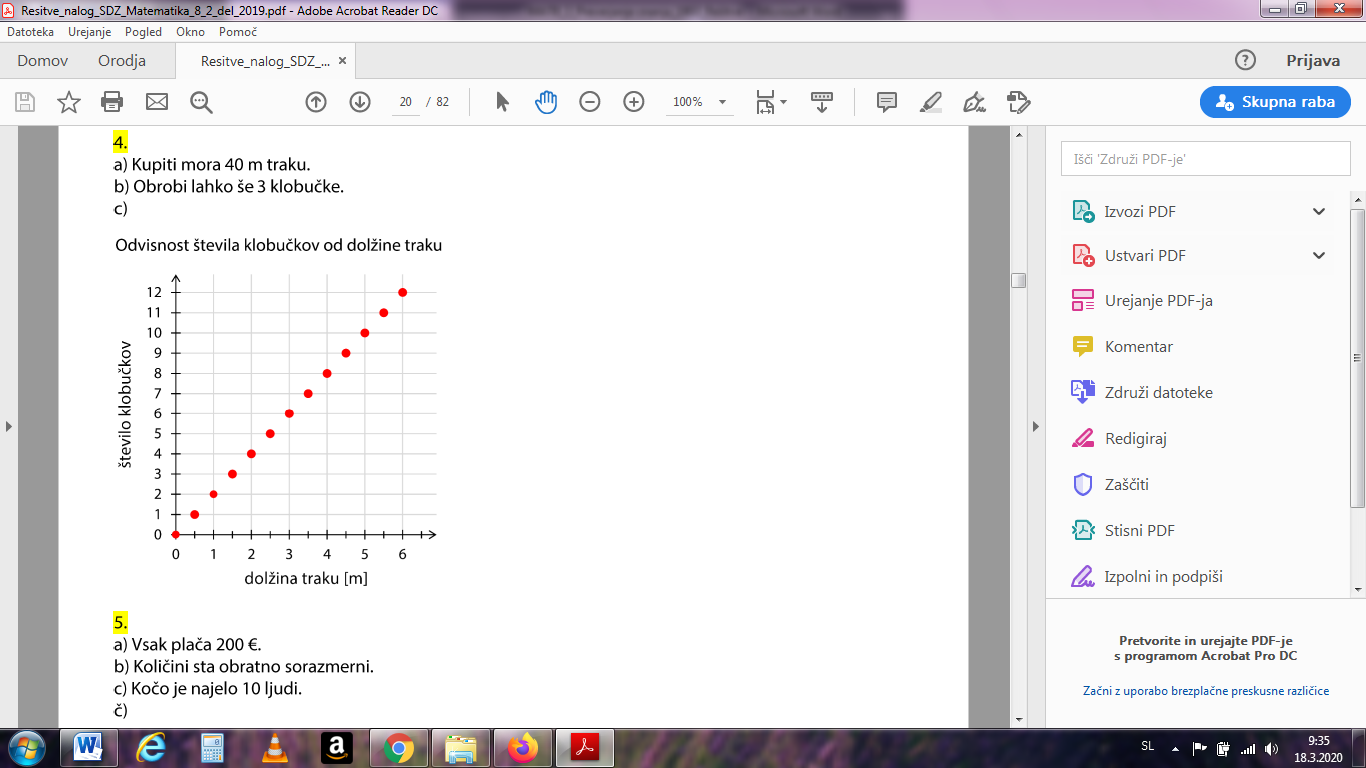 Resitve_nalog_SDZ_Matematika_8_2_del_2019.pdf - Adobe Acrobat Reader DC
Datoteka Urejanje Pogled Okno Pomoč
Domov Orodja Resitve_nalog_SDZ_... × Prijava
20 / 82 100% Skupna raba
4.
a) Kupiti mora 40 m traku.
b) Obrobi lahko še 3 klobučke.
c)
Odvisnost števila klobučkov od dolžine traku
število klobučkov
12
11
10
9
8
7
6
5
4
3
2
1
0
0 1 2 3 4 5 6
dolžina traku [m]
5.
a) Vsak plača 200 €.
b) Količini sta obratno sorazmerni.
c) Kočo je najelo 10 ljudi.
č)
Išči 'Združi PDF-je'
Izvozi PDF
Ustvari PDF
Urejanje PDF-ja
Komentar
Združi datoteke
Redigiraj
Zaščiti
Stisni PDF
Izpolni in podpiši
Pretvorite in urejajte PDF-je
s programom Acrobat Pro DC
Začni z uporabo brezplačne preskusne različice
SL
9:35
18.3.2020